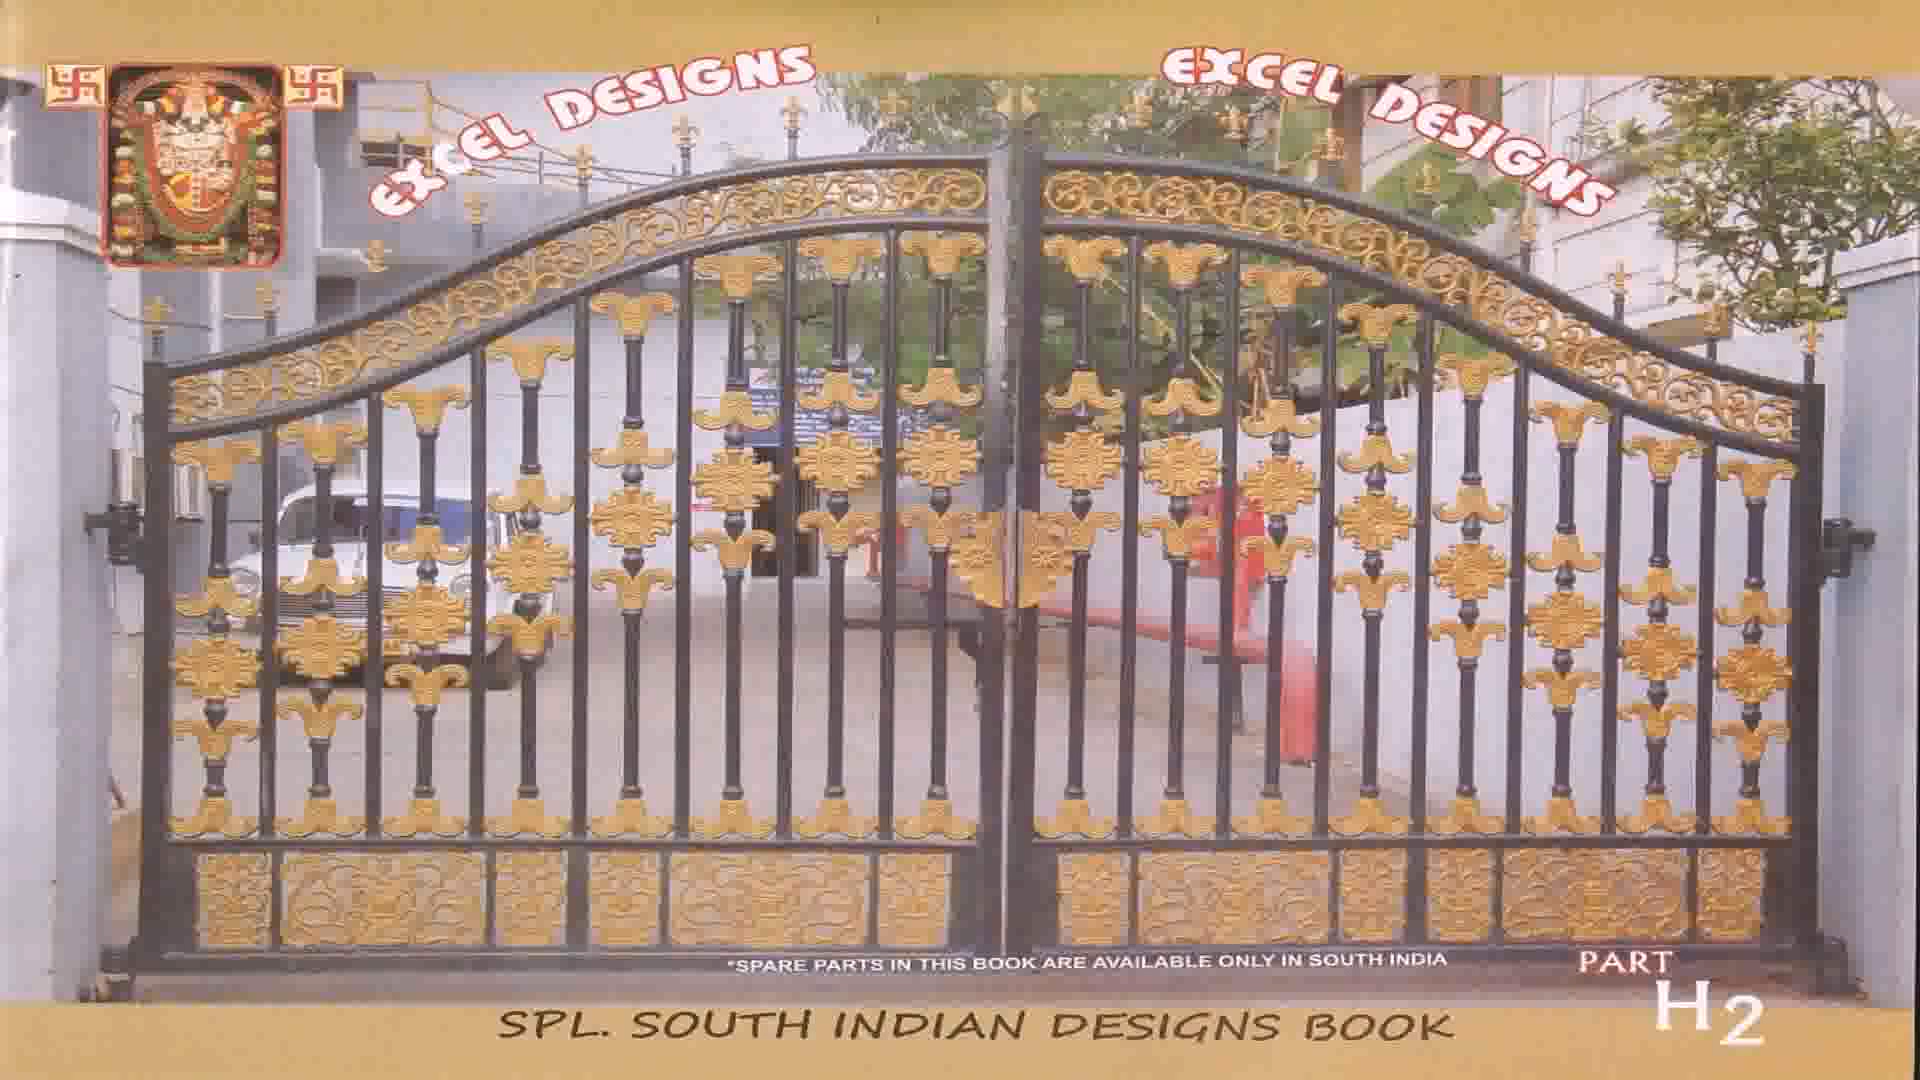 EXCEL DESIGNS
EXCEL DESIGNS
*SPARE PARTS IN THIS BOOK ARE AVAILABLE ONLY IN SOUTH INDIA
PART
H2
SPL. SOUTH INDIAN DESIGNS BOOK